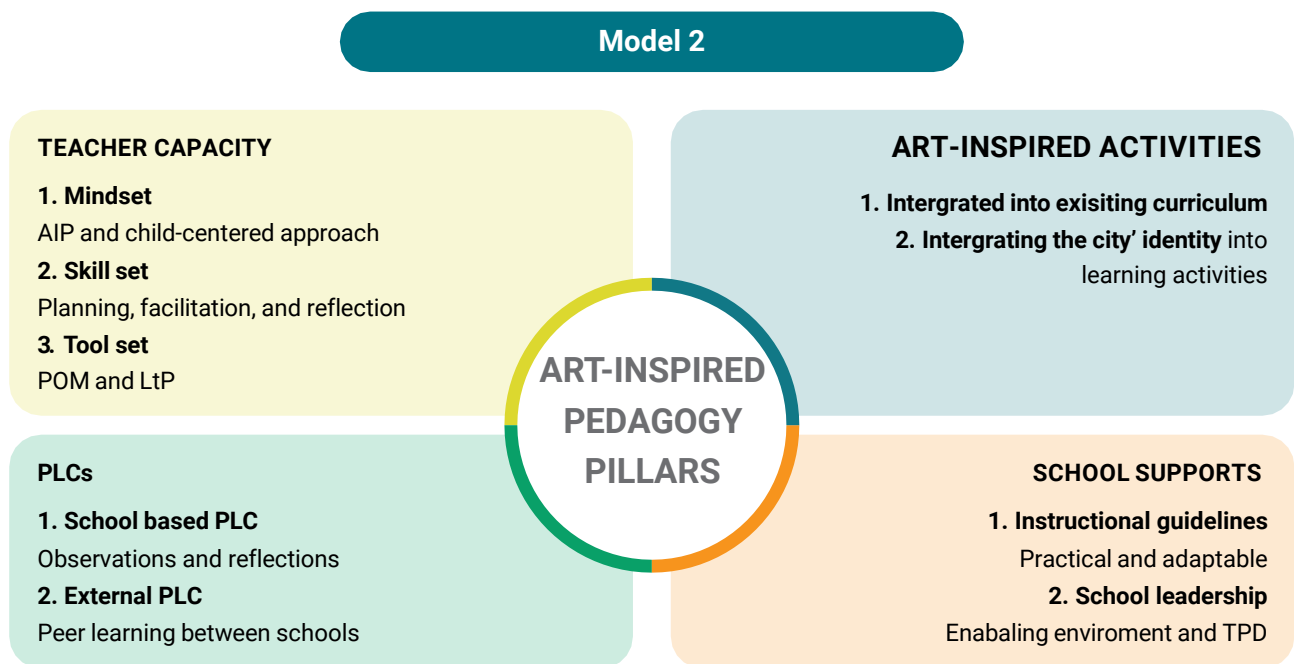 Model 2
TEACHER CAPACITY
1. Mindset
AIP and child-centered approach
2. Skill set
Planning, facilitation, and reflection
3. Tool set
POM and LtP
ART-INSPIRED ACTIVITIES
1. Intergrated into exisiting curriculum
2. Intergrating the city’ identity into
learning activities
ART-INSPIRED
PEDAGOGY
PILLARS
PLCs
1. School based PLC
Observations and reflections
2. External PLC
Peer learning between schools
SCHOOL SUPPORTS
1. Instructional guidelines
Practical and adaptable
2. School leadership
Enabaling enviroment and TPD